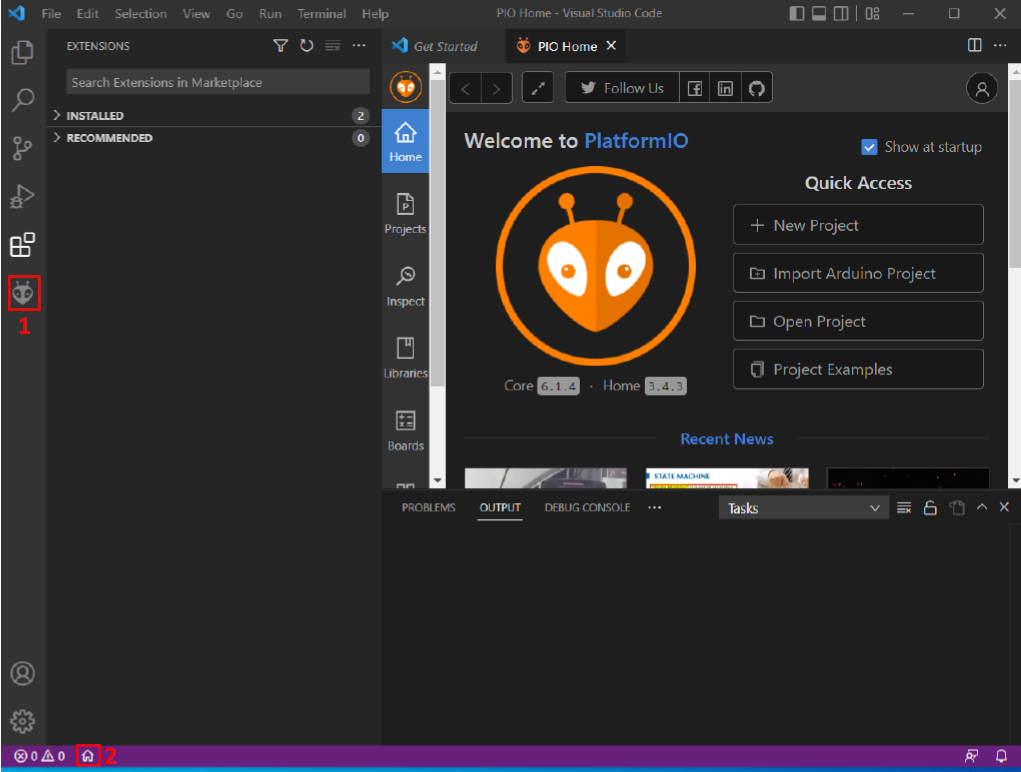 File Edit Selection View Go Run Terminal Help PIO Home - Visual Studio Code
EXTENSIONS
Get Started
PIO Home
Search Extensions in Marketplace
INSTALLED 2
RECOMMENDED 0
1
Home
Projects
Inspect
Libraries
Boards
Follow Us
Welcome to PlatformIO
Show at startup
Quick Access
New Project
Import Arduino Project
Open Project
Project Examples
Core 6.1.4 · Home 3.4.3
Recent News
STATE MACHINE
PROBLEMS OUTPUT DEBUG CONSOLE Tasks
0 0 2